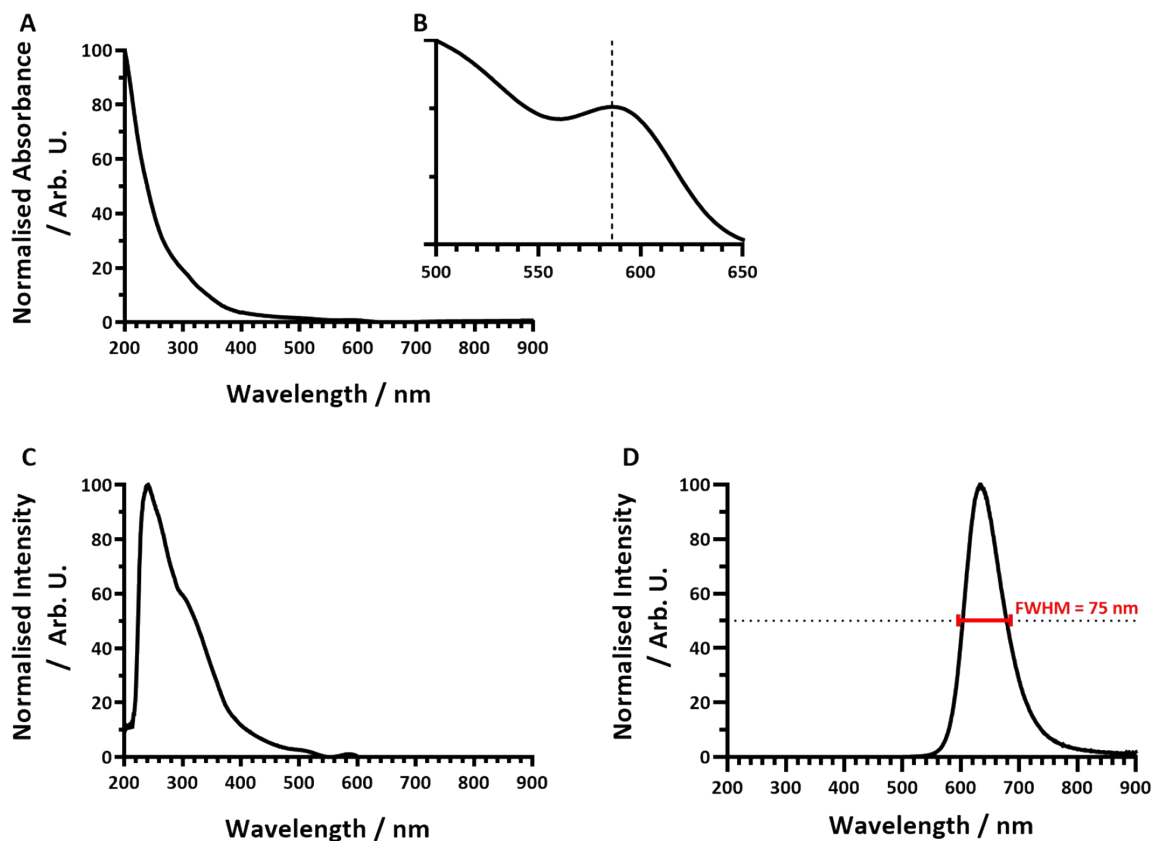 A
Normalised Absorbance
/ Arb. U.
100
80
60
40
20
0
200 300 400 500 600 700 800 900
Wavelength / nm
B
500 550 600 650
C
Normalised Intensity
/ Arb. U.
100
80
60
40
20
0
200 300 400 500 600 700 800 900
Wavelength / nm
D
Normalised Intensity
/ Arb. U.
100
80
60
40
20
0
FWHM = 75 nm
200 300 400 500 600 700 800 900
Wavelength / nm